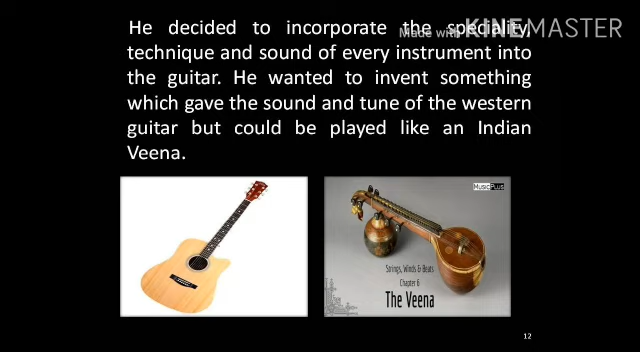 He decided to incorporate the speciality,
Made with KINEMASTER
technique and sound of every instrument into
the guitar. He wanted to invent something
which gave the sound and tune of the western
guitar but could be played like an Indian
Veena.
MusicPlus
Strings, Winds & Beats
Chapter 6
The Veena
12